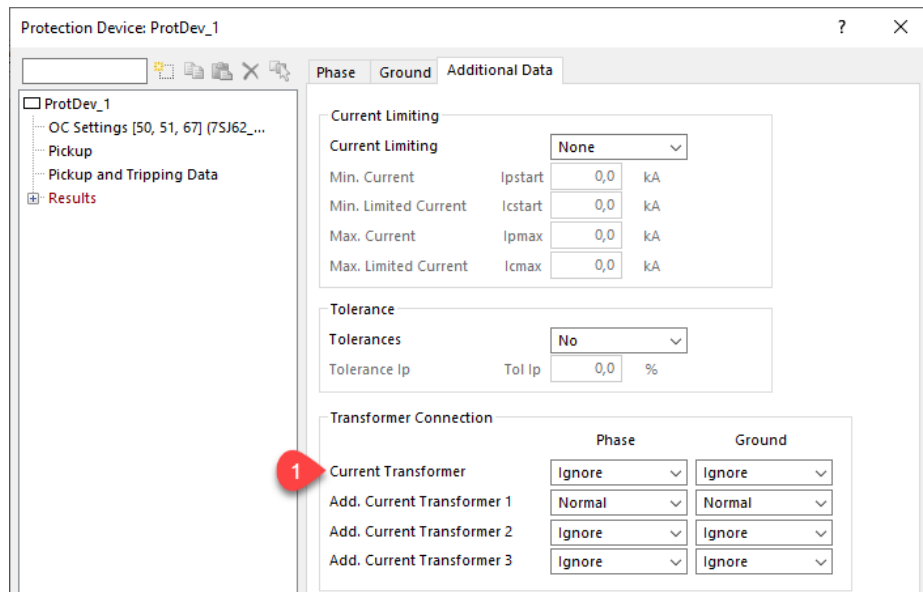 Protection Device: ProtDev_1 ? X
Phase Ground Additional Data
ProtDev_1
OC Settings [50, 51, 67] (7SJ62_...
Pickup
Pickup and Tripping Data
Results
Current Limiting
Current Limiting None
Min. Current Ipstart 0,0 kA
Min. Limited Current Icstart 0,0 kA
Max. Current Ipmax 0,0 kA
Max. Limited Current Icmax 0,0 kA
Tolerance
Tolerances No
Tolerance Ip Tol Ip 0,0 %
Transformer Connection
Phase Ground
1 Current Transformer Ignore Ignore
Add. Current Transformer 1 Normal Normal
Add. Current Transformer 2 Ignore Ignore
Add. Current Transformer 3 Ignore Ignore